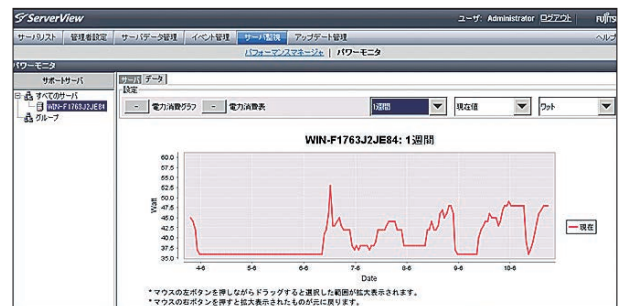 ServerView
ユーザ: Administrator ログアウト FUJITSU
サーバリスト 管理者設定 サーバデータ管理 イベント管理 サーバ監視 アップデート管理 ヘルプ
パフォーマンスマネージャ | パワーモニタ
パワーモニタ
サポートサーバ
サーバ データ
すべてのサーバ
WIN-F1763J2JE84
グループ
設定
- 電力消費グラフ - 電力消費表 1週間 現在値 ワット
WIN-F1763J2JE84: 1週間
60.0
57.5
55.0
52.5
50.0
47.5
45.0
42.5
40.0
37.5
35.0
Watt
4-6 5-6 6-6 7-6 8-6 9-6 10-6
Date
現在
*マウスの左ボタンを押しながらドラッグすると選択した範囲が拡大表示されます。
*マウスの右ボタンを押すと拡大表示されたものが元に戻ります。